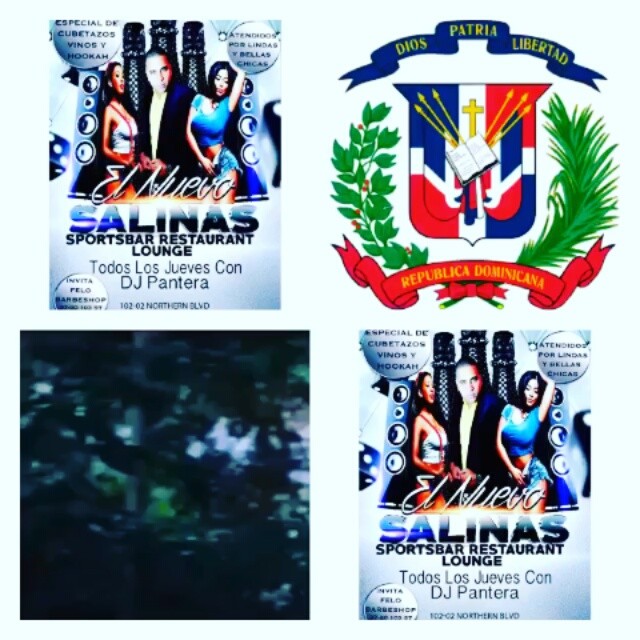 ESPECIAL DE
CUBETAZOS
VINOS Y
HOOKAH
ATENDIDOS
POR LINDAS
Y BELLAS
CHICAS
El Nuevo
SALINAS
SPORTSBAR RESTAURANT
LOUNGE
Todos Los Jueves Con
DJ Pantera
INVITA
FELO
BARBESHOP
102-02 NORTHERN BLVD
DIOS PATRIA LIBERTAD
REPUBLICA DOMINICANA
ESPECIAL DE
CUBETAZOS
VINOS Y
HOOKAH
ATENDIDOS
POR LINDAS
Y BELLAS
CHICAS
El Nuevo
SALINAS
SPORTSBAR RESTAURANT
LOUNGE
Todos Los Jueves Con
DJ Pantera
INVITA
FELO
BARBESHOP
102-02 NORTHERN BLVD